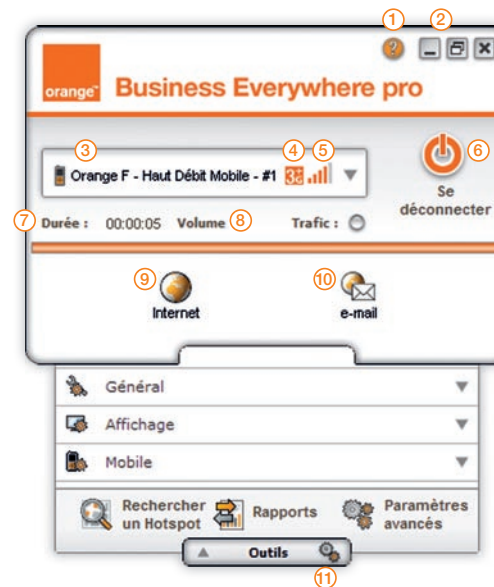 ① ②
?
orange™
Business Everywhere pro
③ ④ ⑤ ⑥
Orange F - Haut Débit Mobile - #1 3G
Se
déconnecter
⑦ Durée : 00:00:05 Volume ⑧ Trafic :
⑨ ⑩
Internet e-mail
Général
Affichage
Mobile
Rechercher
un Hotspot
Rapports
Paramètres
avancés
Outils
⑪